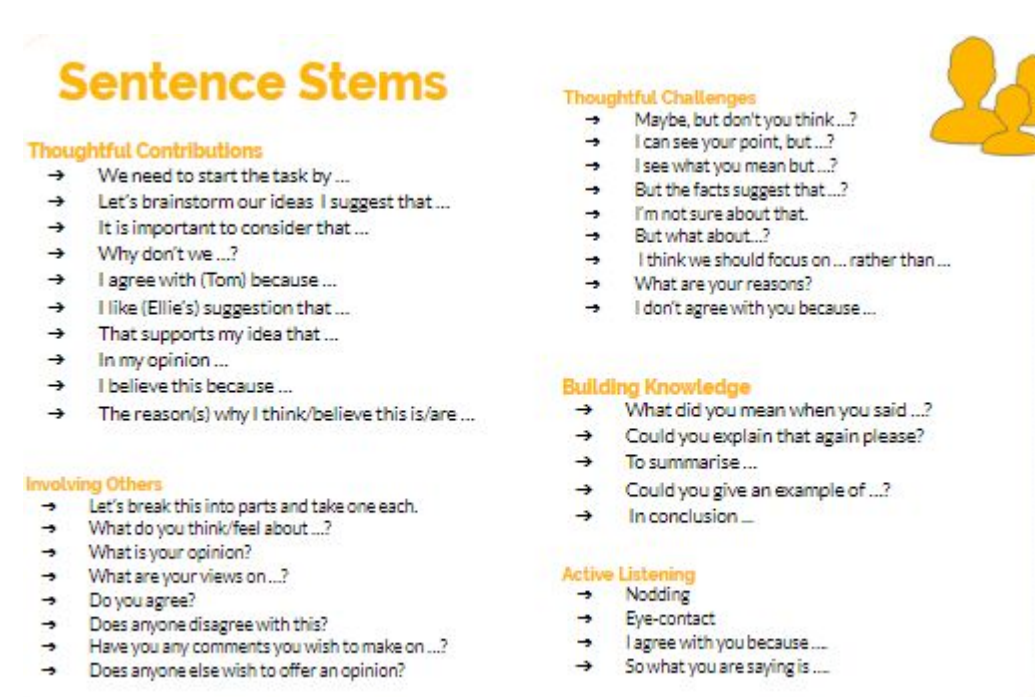 Sentence Stems
Thoughtful Contributions
→ We need to start the task by ...
→ Let's brainstorm our ideas I suggest that ...
→ It is important to consider that ...
→ Why don't we ...?
→ I agree with (Tom) because ...
→ I like (Ellie's) suggestion that ...
→ That supports my idea that ...
→ In my opinion ...
→ I believe this because ...
→ The reason(s) why I think/believe this is/are ...
Involving Others
→ Let's break this into parts and take one each.
→ What do you think/feel about ...?
→ What is your opinion?
→ What are your views on ...?
→ Do you agree?
→ Does anyone disagree with this?
→ Have you any comments you wish to make on ...?
→ Does anyone else wish to offer an opinion?
Thoughtful Challenges
→ Maybe, but don't you think ...?
→ I can see your point, but ...?
→ I see what you mean but ...?
→ But the facts suggest that ...?
→ I'm not sure about that.
→ But what about...?
→ I think we should focus on ... rather than ...
→ What are your reasons?
→ I don't agree with you because ...
Building Knowledge
→ What did you mean when you said ...?
→ Could you explain that again please?
→ To summarise ...
→ Could you give an example of ...?
→ In conclusion ...
Active Listening
→ Nodding
→ Eye-contact
→ I agree with you because ....
→ So what you are saying is ....